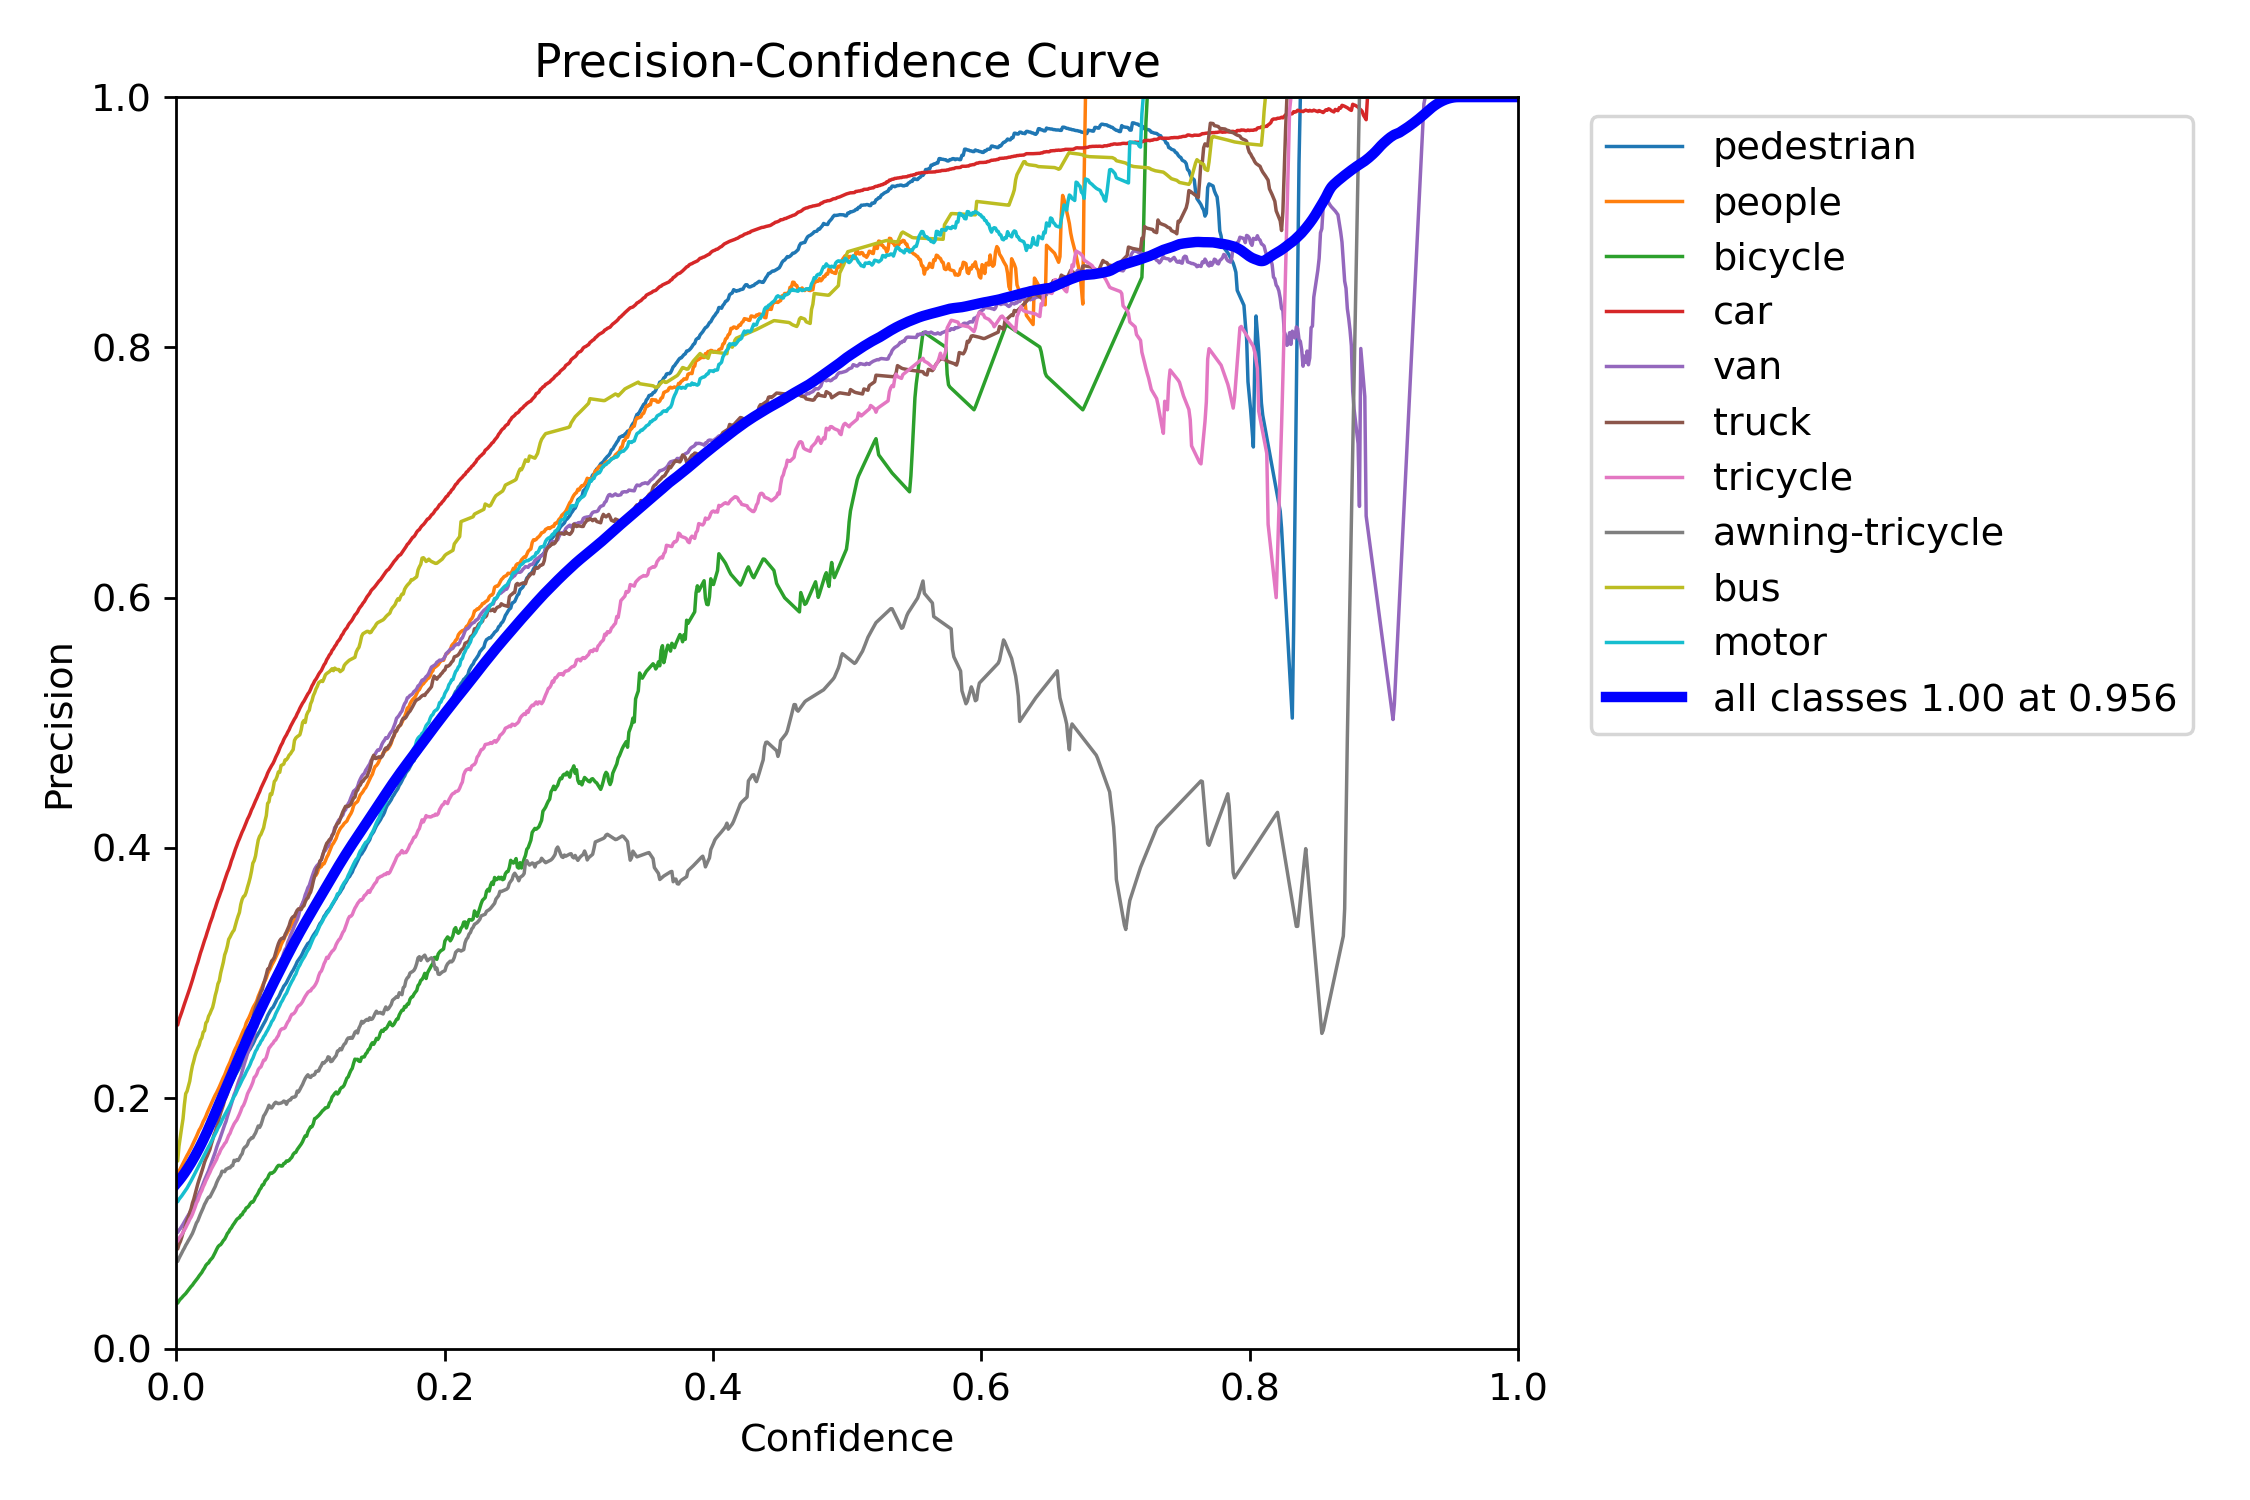 Precision-Confidence Curve
1.0
0.8
0.6
0.4
0.2
0.0
Precision
0.0 0.2 0.4 0.6 0.8 1.0
Confidence
pedestrian
people
bicycle
car
van
truck
tricycle
awning-tricycle
bus
motor
all classes 1.00 at 0.956